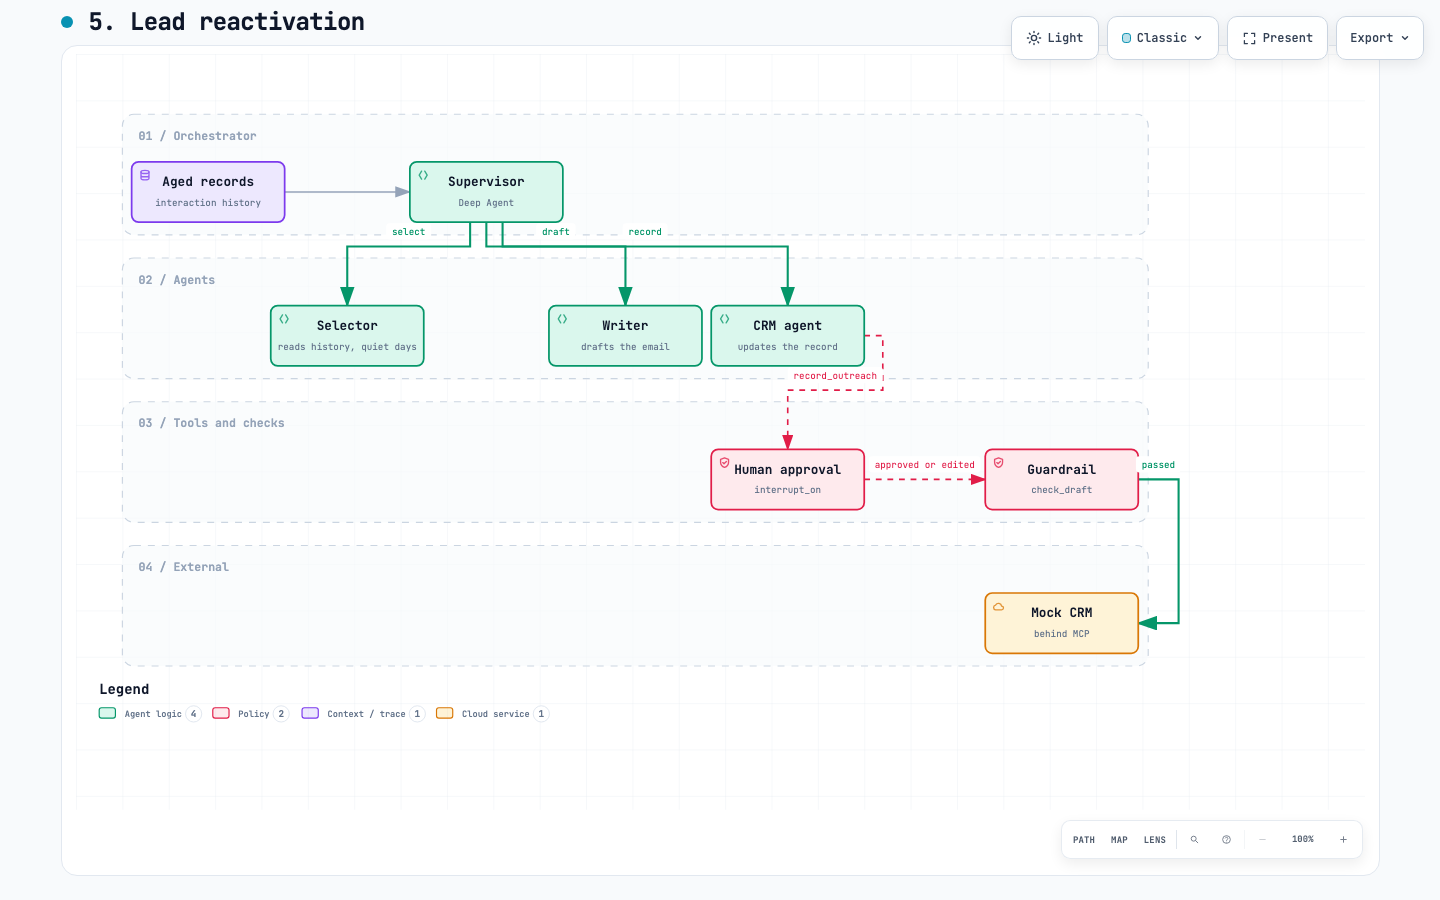 5. Lead reactivation
Light
Classic
Present
Export
01 / Orchestrator
Aged records
interaction history
Supervisor
Deep Agent
select
draft
record
02 / Agents
Selector
reads history, quiet days
Writer
drafts the email
CRM agent
updates the record
record_outreach
03 / Tools and checks
Human approval
interrupt_on
approved or edited
Guardrail
check_draft
passed
04 / External
Mock CRM
behind MCP
Legend
Agent logic 4
Policy 2
Context / trace 1
Cloud service 1
PATH MAP LENS 100%